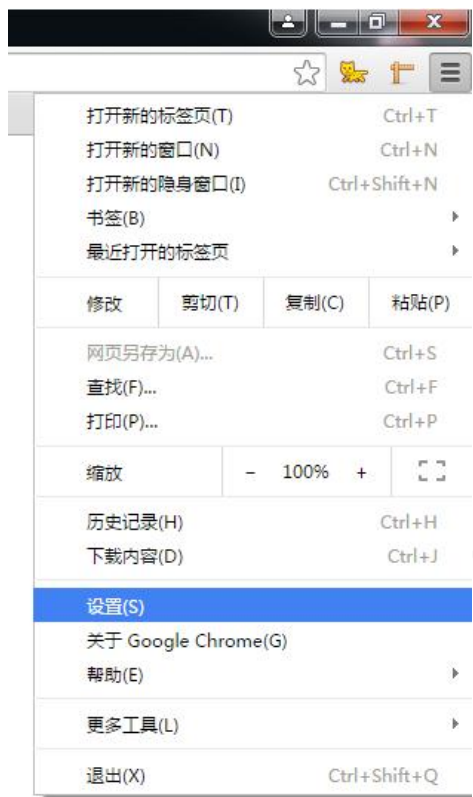 打开新的标签页(T) Ctrl+T
打开新的窗口(N) Ctrl+N
打开新的隐身窗口(I) Ctrl+Shift+N
书签(B)
最近打开的标签页
修改 剪切(T) 复制(C) 粘贴(P)
网页另存为(A)... Ctrl+S
查找(F)... Ctrl+F
打印(P)... Ctrl+P
缩放 - 100% +
历史记录(H) Ctrl+H
下载内容(D) Ctrl+J
设置(S)
关于 Google Chrome(G)
帮助(E)
更多工具(L)
退出(X) Ctrl+Shift+Q